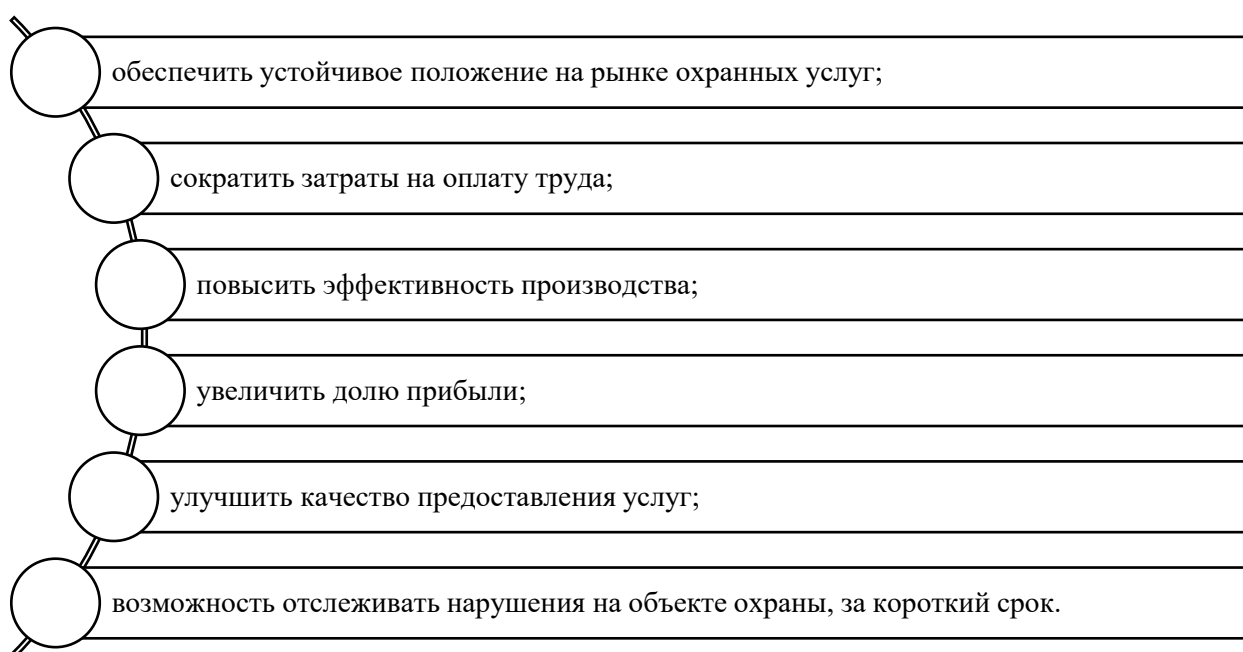 обеспечить устойчивое положение на рынке охранных услуг;
сократить затраты на оплату труда;
повысить эффективность производства;
увеличить долю прибыли;
улучшить качество предоставления услуг;
возможность отслеживать нарушения на объекте охраны, за короткий срок.